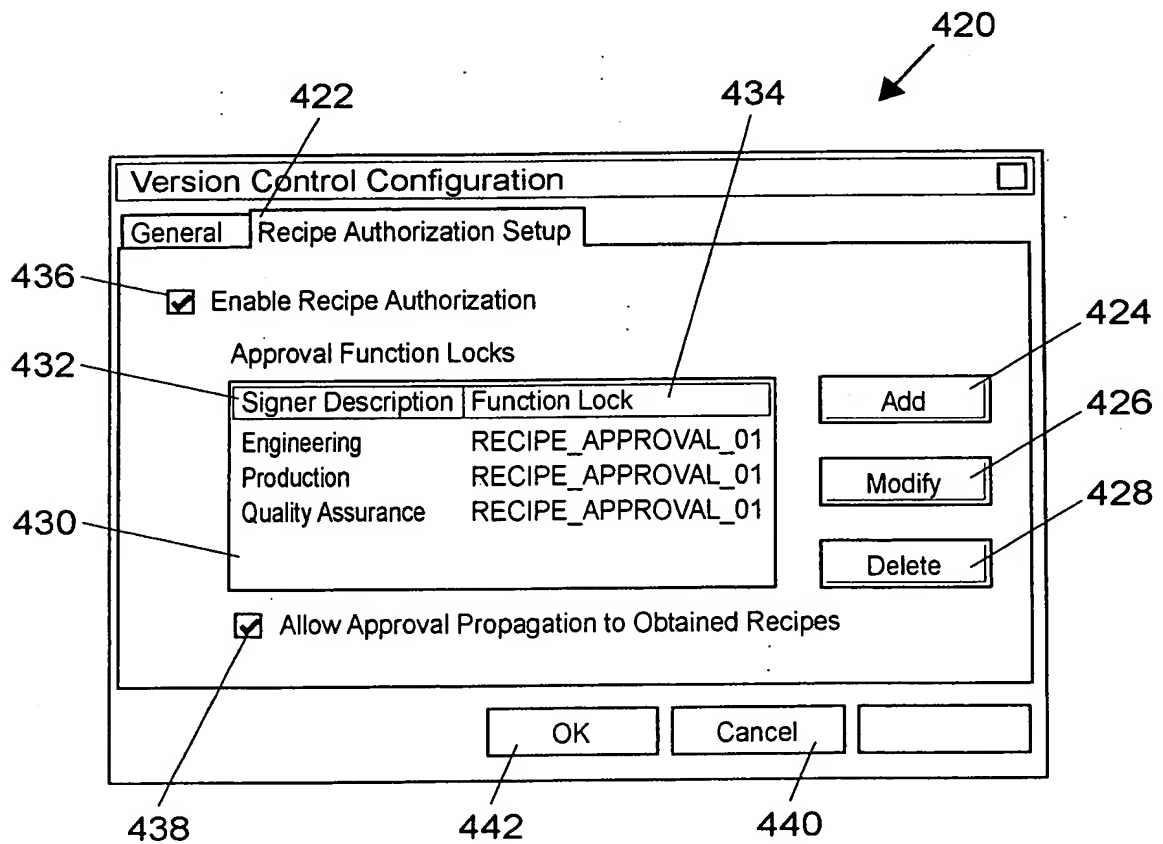 420
422
434
Version Control Configuration
General
Recipe Authorization Setup
436
Enable Recipe Authorization
424
Approval Function Locks
432
Signer Description Function Lock
Add
426
Engineering RECIPE_APPROVAL_01
Production RECIPE_APPROVAL_01
Modify
Quality Assurance RECIPE_APPROVAL_01
428
430
Delete
Allow Approval Propagation to Obtained Recipes
OK
Cancel
438
442
440